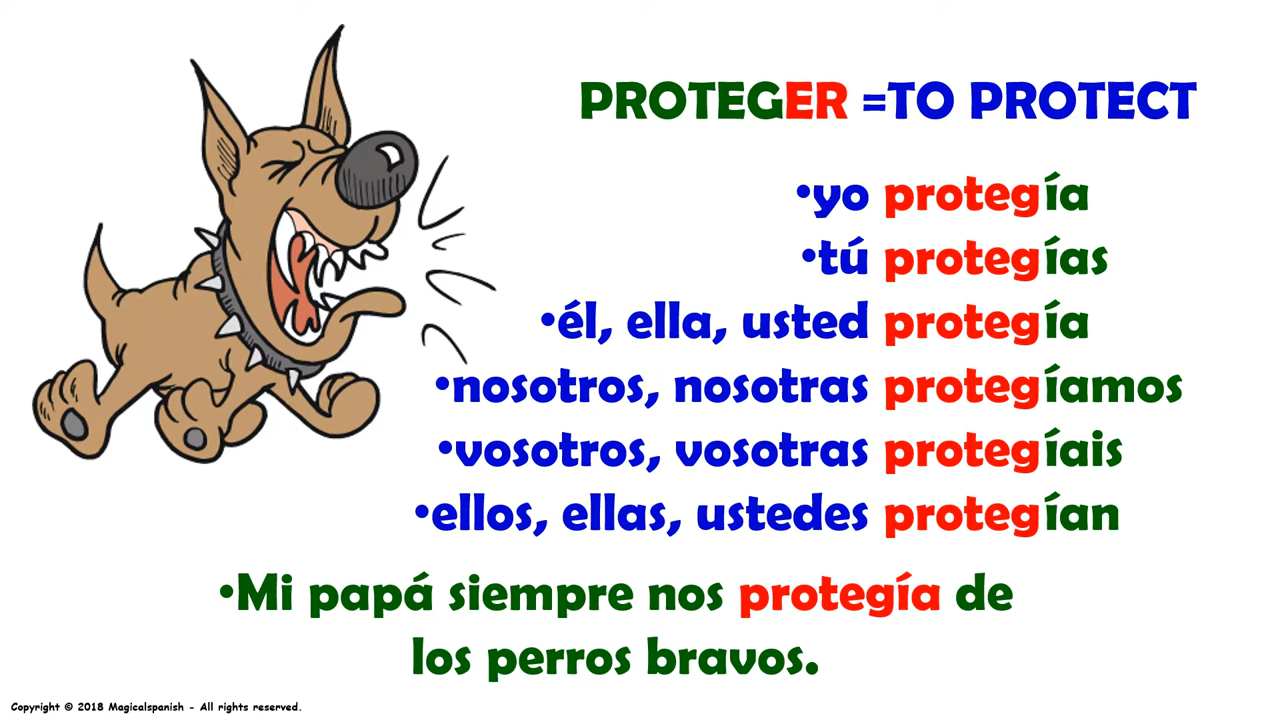 PROTEGER =TO PROTECT
•yo protegía
•tú protegías
•él, ella, usted protegía
•nosotros, nosotras protegíamos
•vosotros, vosotras protegíais
•ellos, ellas, ustedes protegían
•Mi papá siempre nos protegía de
los perros bravos.
Copyright © 2018 Magicalspanish - All rights reserved.